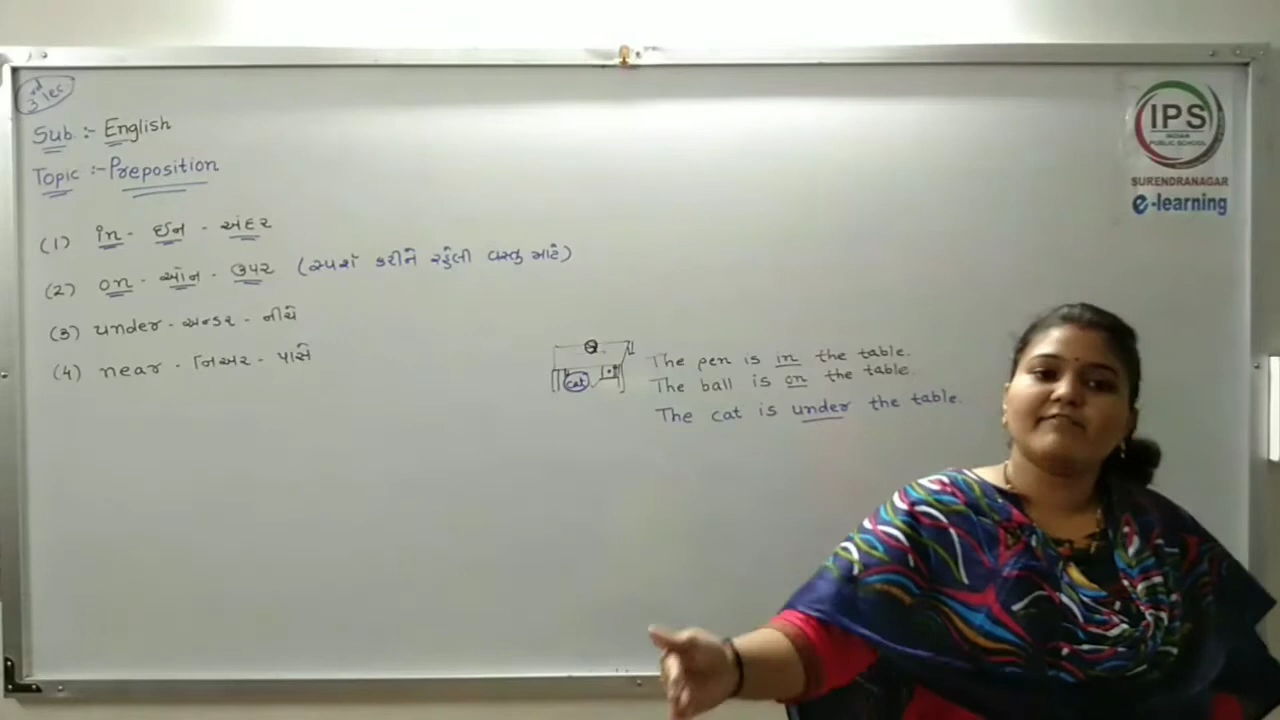 3rd lec
Sub :- English
Topic :- Preposition
(1) in - ઈન - અંદર
(2) on - ઓન - ઉપર (સ્પર્શ કરીને રહેલી વસ્તુ માટે)
(3) under - અન્ડર - નીચે
(4) near - નિઅર - પાસે
cat
The pen is in the table.
The ball is on the table.
The cat is under the table.
IPS
INDIAN
PUBLIC SCHOOL
SURENDRANAGAR
e-learning